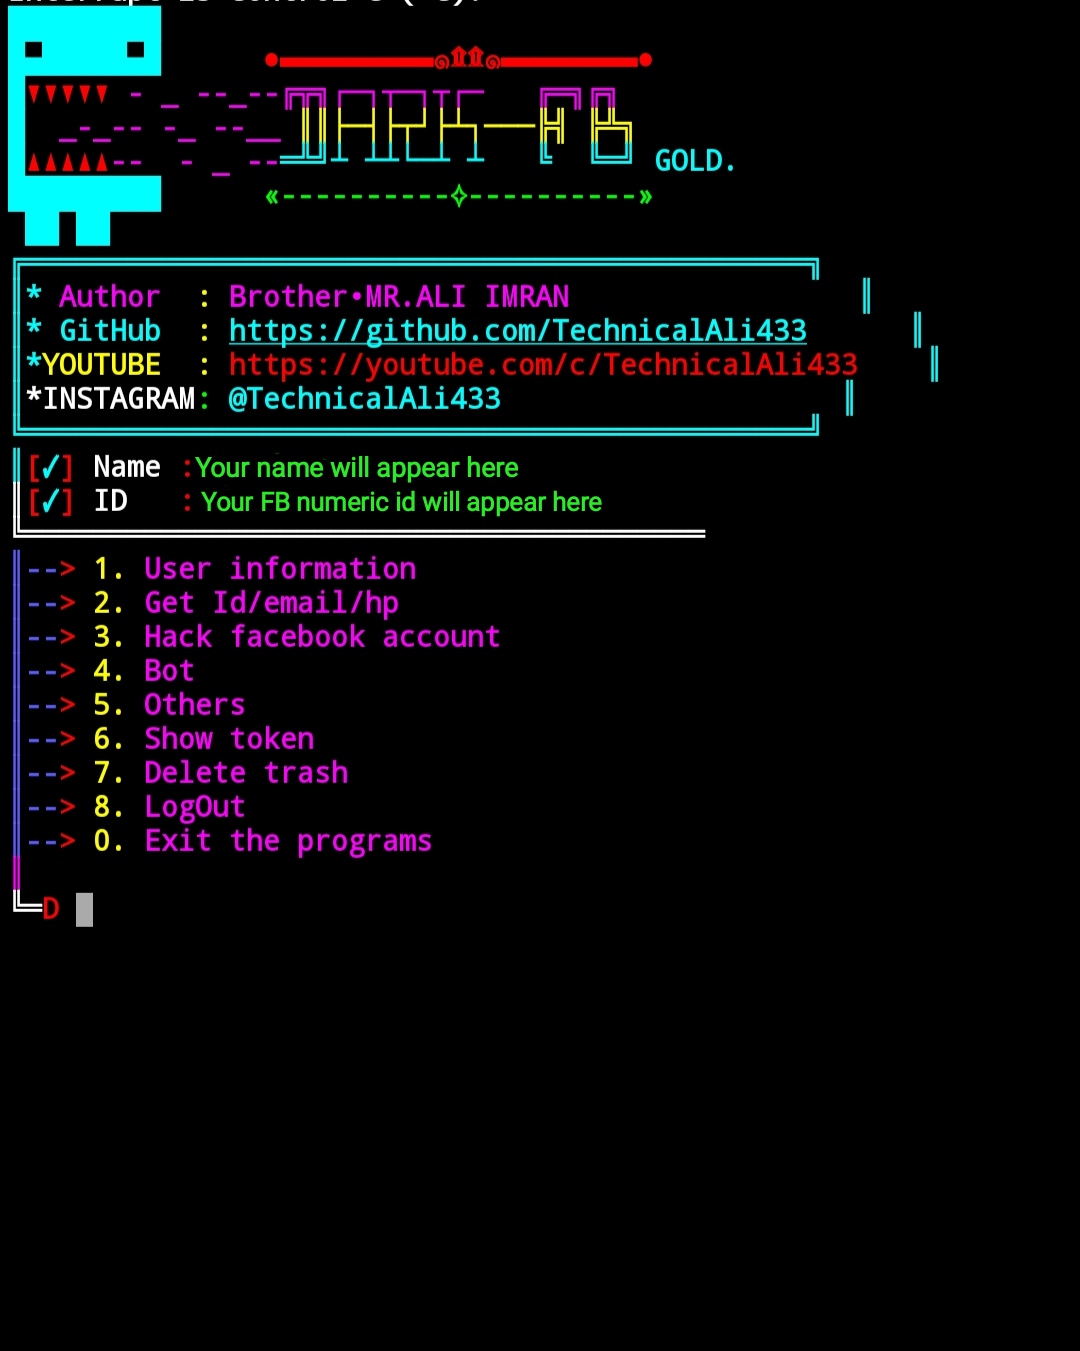 GOLD.
* Author : Brother•MR.ALI IMRAN
* GitHub : https://github.com/TechnicalAli433
*YOUTUBE : https://youtube.com/c/TechnicalAli433
*INSTAGRAM: @TechnicalAli433
[✓] Name :Your name will appear here
[✓] ID : Your FB numeric id will appear here
--> 1. User information
--> 2. Get Id/email/hp
--> 3. Hack facebook account
--> 4. Bot
--> 5. Others
--> 6. Show token
--> 7. Delete trash
--> 8. LogOut
--> 0. Exit the programs
D